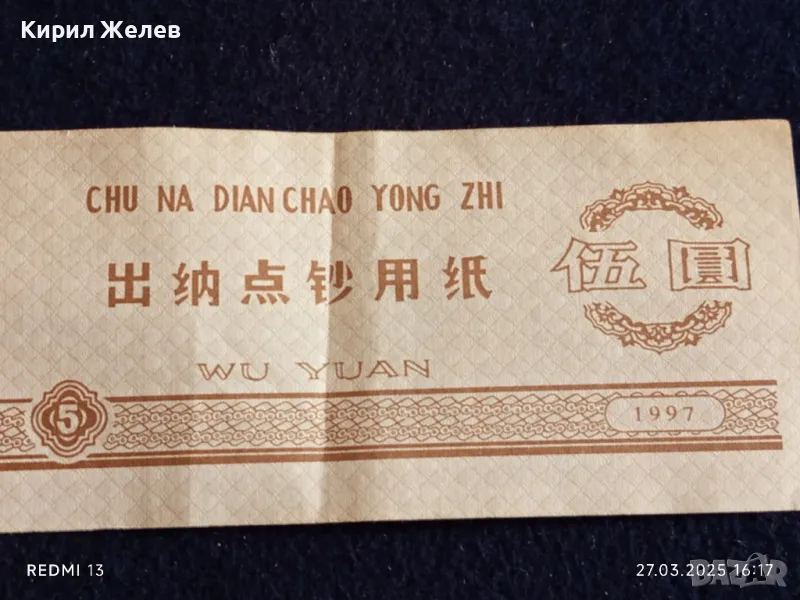 Кирил Желев
CHU NA DIAN CHAO YONG ZHI
出纳点钞用纸
伍圓
WU YUAN
5
1997
REDMI 13
27.03.2025 16:17
BAZAR